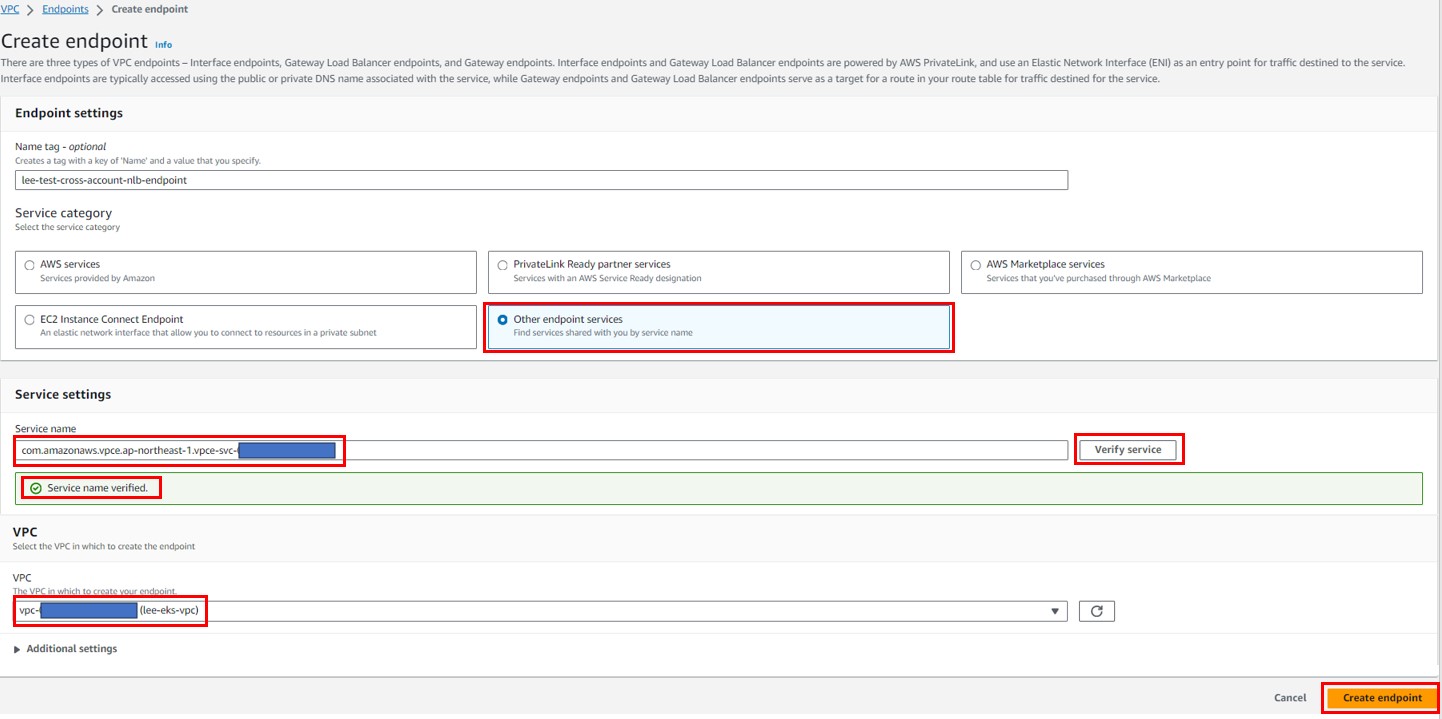 VPC > Endpoints > Create endpoint
Create endpoint Info
There are three types of VPC endpoints – Interface endpoints, Gateway Load Balancer endpoints, and Gateway endpoints. Interface endpoints and Gateway Load Balancer endpoints are powered by AWS PrivateLink, and use an Elastic Network Interface (ENI) as an entry point for traffic destined to the service.
Interface endpoints are typically accessed using the public or private DNS name associated with the service, while Gateway endpoints and Gateway Load Balancer endpoints serve as a target for a route in your route table for traffic destined for the service.
Endpoint settings
Name tag - optional
Creates a tag with a key of 'Name' and a value that you specify.
lee-test-cross-account-nlb-endpoint
Service category
Select the service category
AWS services
Services provided by Amazon
PrivateLink Ready partner services
Services with an AWS Service Ready designation
AWS Marketplace services
Services that you've purchased through AWS Marketplace
EC2 Instance Connect Endpoint
An elastic network interface that allow you to connect to resources in a private subnet
Other endpoint services
Find services shared with you by service name
Service settings
Service name
com.amazonaws.vpce.ap-northeast-1.vpce-svc-
Verify service
Service name verified.
VPC
Select the VPC in which to create the endpoint
VPC
The VPC in which to create your endpoint.
vpc- (lee-eks-vpc)
Additional settings
Cancel
Create endpoint